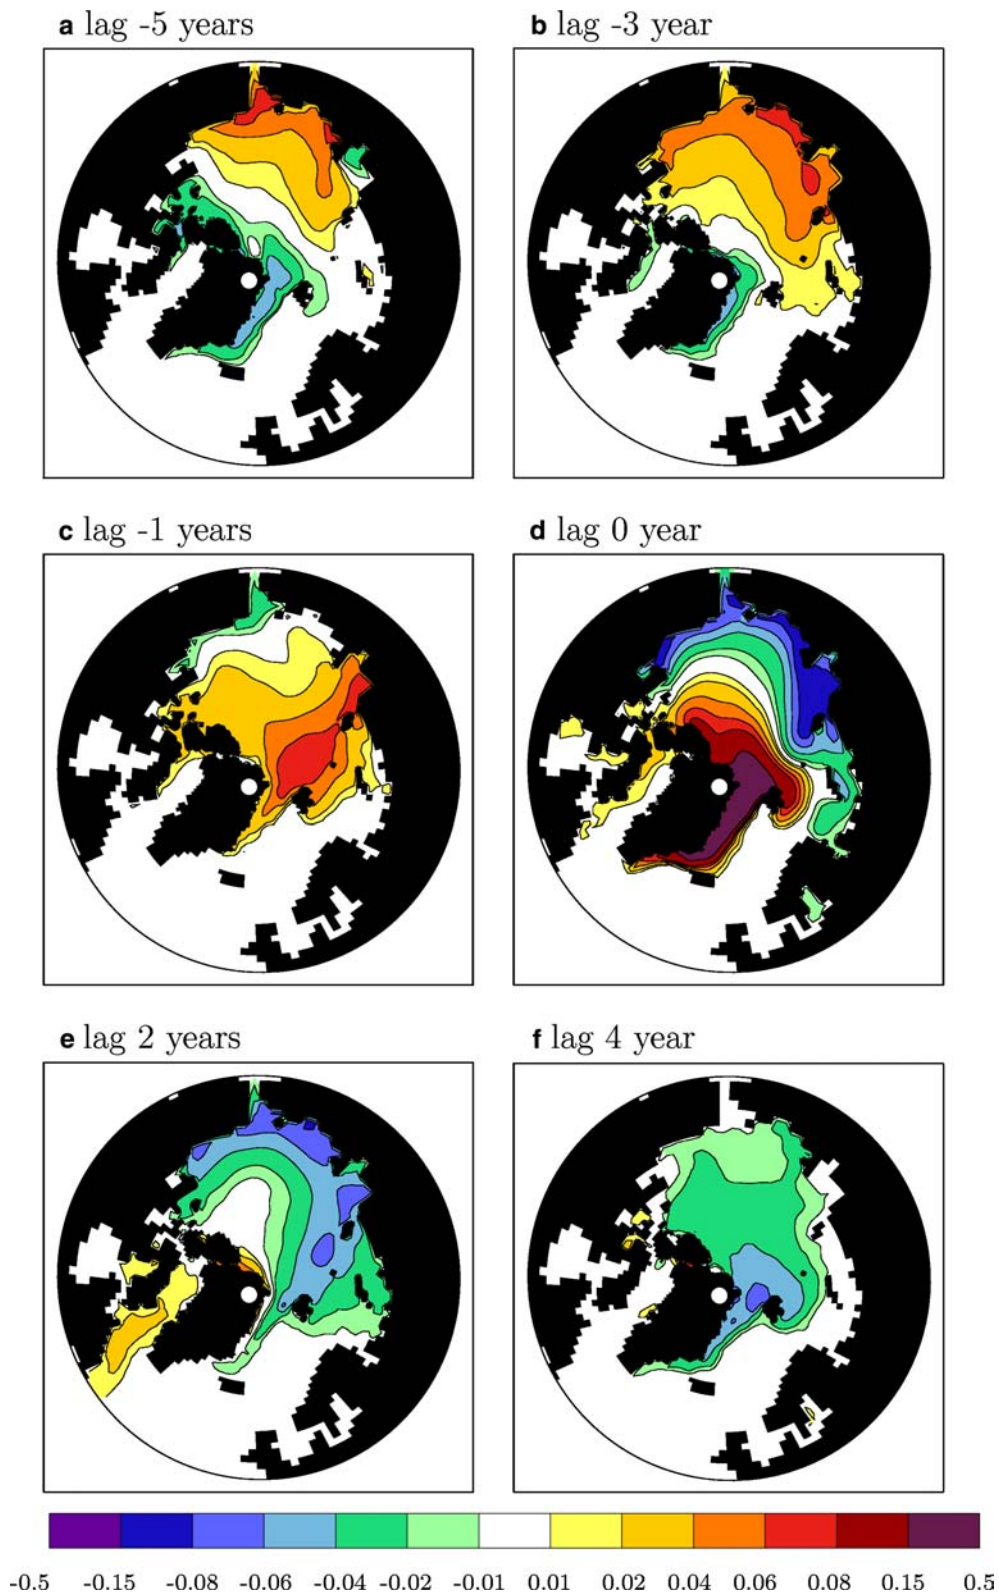 a lag -5 years
b lag -3 year
c lag -1 years
d lag 0 year
e lag 2 years
f lag 4 year
-0.5 -0.15 -0.08 -0.06 -0.04 -0.02 -0.01 0.01 0.02 0.04 0.06 0.08 0.15 0.5